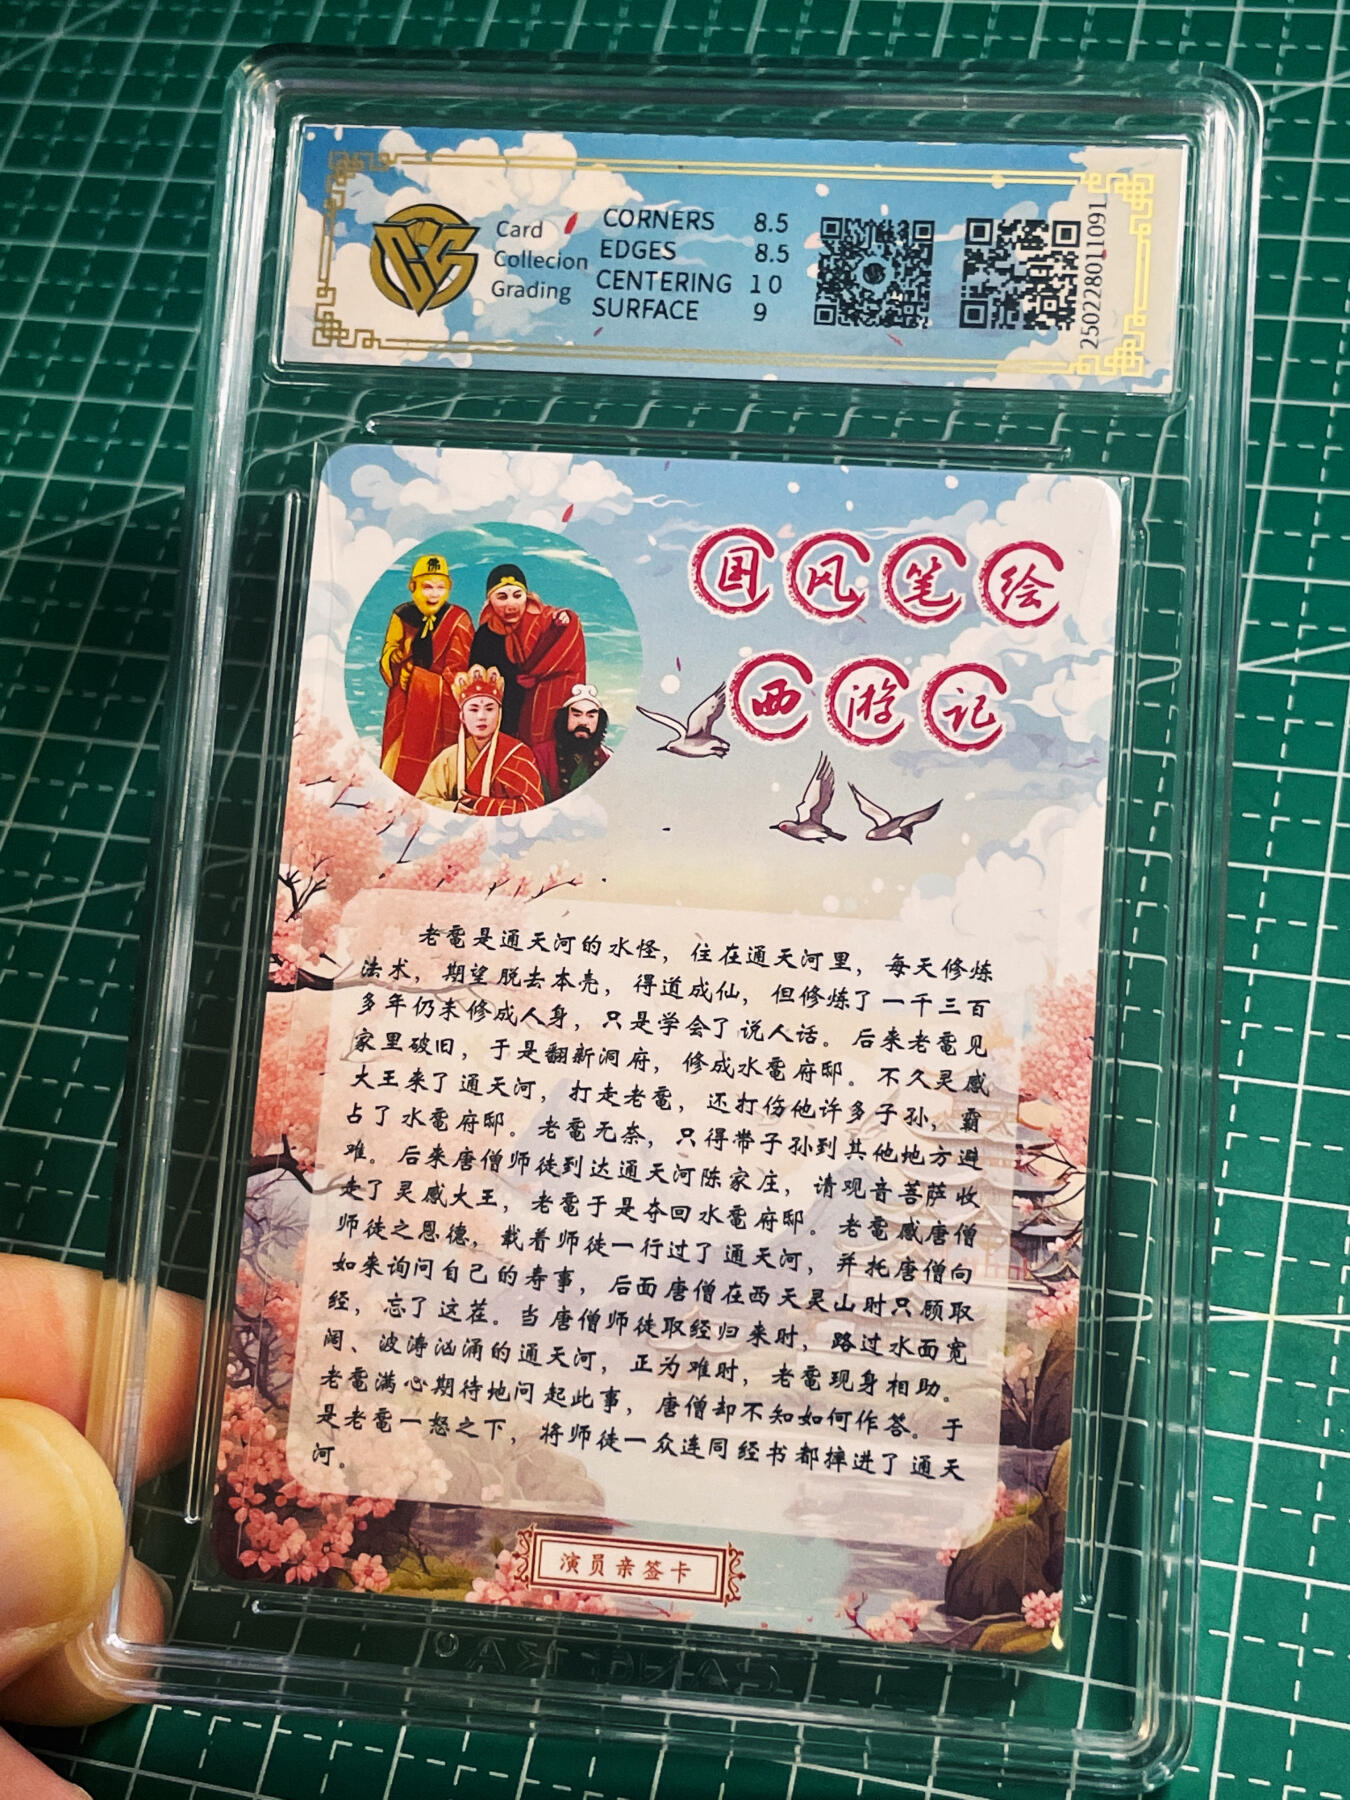 Card
Collecion
Grading
CORNERS 8.5
EDGES 8.5
CENTERING 10
SURFACE 9
250228011091
佛
国风笔绘
西游记
老鼋是通天河的水怪，住在通天河里，每天修炼
法术，期望脱去本壳，得道成仙，但修炼了一千三百
多年仍未修成人身，只是学会了说人话。后来老鼋见
家里破旧，于是翻新洞府，修成水鼋府邸。不久灵感
大王来了通天河，打走老鼋，还打伤他许多子孙，霸
占了水鼋府邸。老鼋无奈，只得带子孙到其他地方避
难。后来唐僧师徒到达通天河陈家庄，请观音菩萨收
走了灵感大王，老鼋于是夺回水鼋府邸。老鼋感唐僧
师徒之恩德，载着师徒一行过了通天河，并托唐僧向
如来询问自己的寿事，后面唐僧在西天灵山时只顾取
经，忘了这茬。当唐僧师徒取经归来时，路过水面宽
阔、波涛汹涌的通天河，正为难时，老鼋现身相助。
老鼋满心期待地问起此事，唐僧却不知如何作答。于
是老鼋一怒之下，将师徒一众连同经书都摔进了通天
河。
演员亲签卡